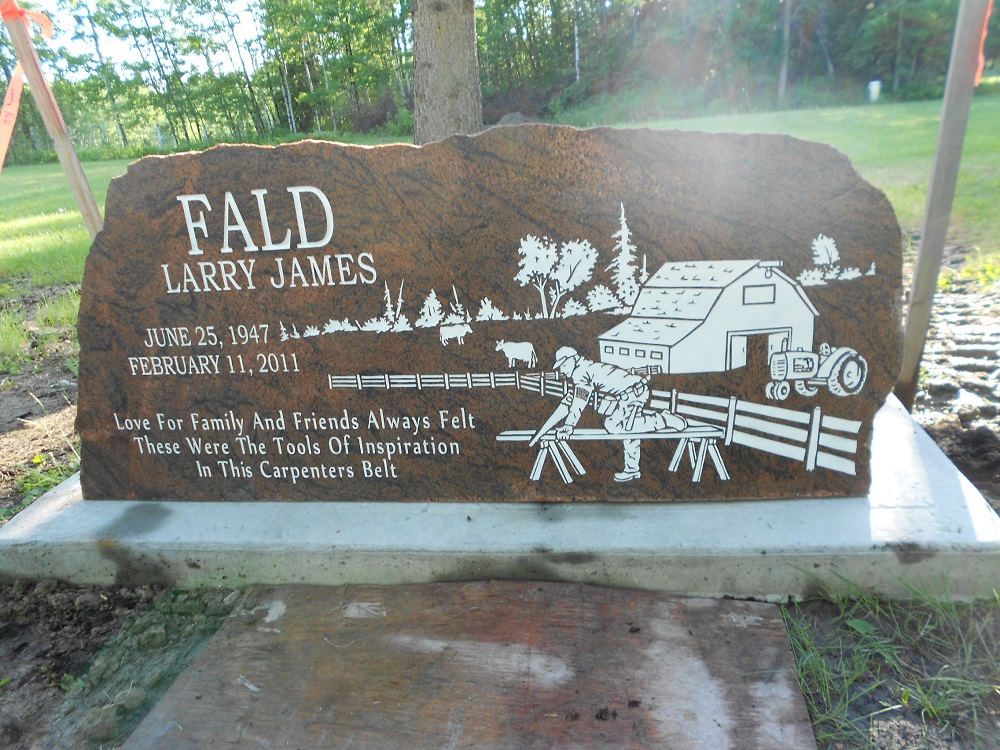 FALD
LARRY JAMES
JUNE 25, 1947
FEBRUARY 11, 2011
Love For Family And Friends Always Felt
These Were The Tools Of Inspiration
In This Carpenters Belt